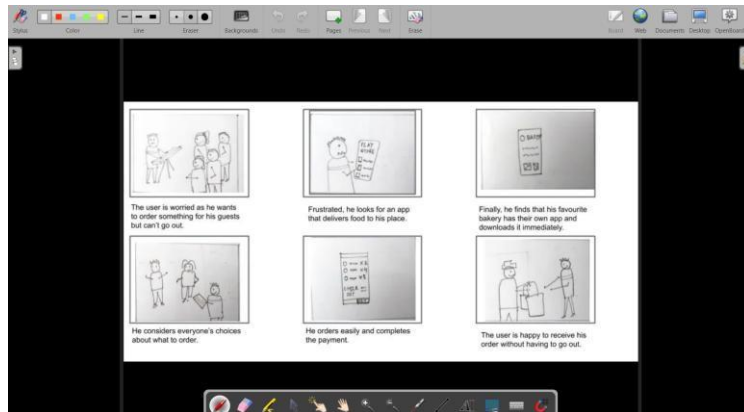 Stylus
Color
Line
Eraser
Backgrounds
Undo
Redo
Pages
Previous
Next
Erase
Board
Web
Documents
Desktop
OpenBoard
The user is worried as he wants
to order something for his guests
but can't go out.
Frustrated, he looks for an app
that delivers food to his place.
Finally, he finds that his favourite
bakery has their own app and
downloads it immediately.
He considers everyone's choices
about what to order.
He orders easily and completes
the payment.
The user is happy to receive his
order without having to go out.